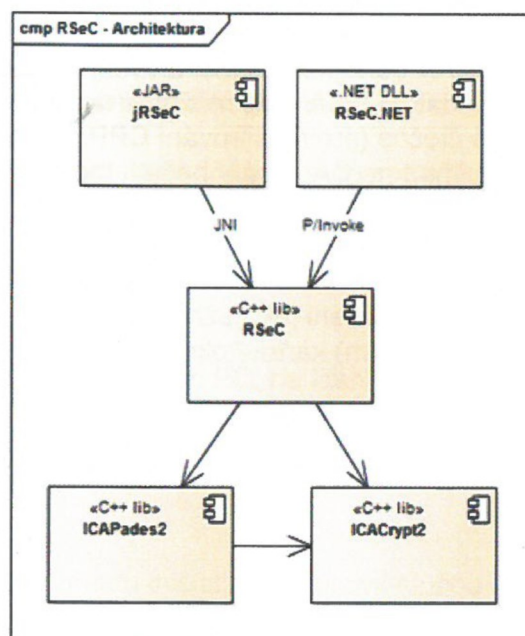 cmp RSeC - Architektura
«JAR»
jRSeC
«.NET DLL»
RSeC.NET
JNI
P/Invoke
«C++ lib»
RSeC
«C++ lib»
ICAPades2
«C++ lib»
ICACrypt2